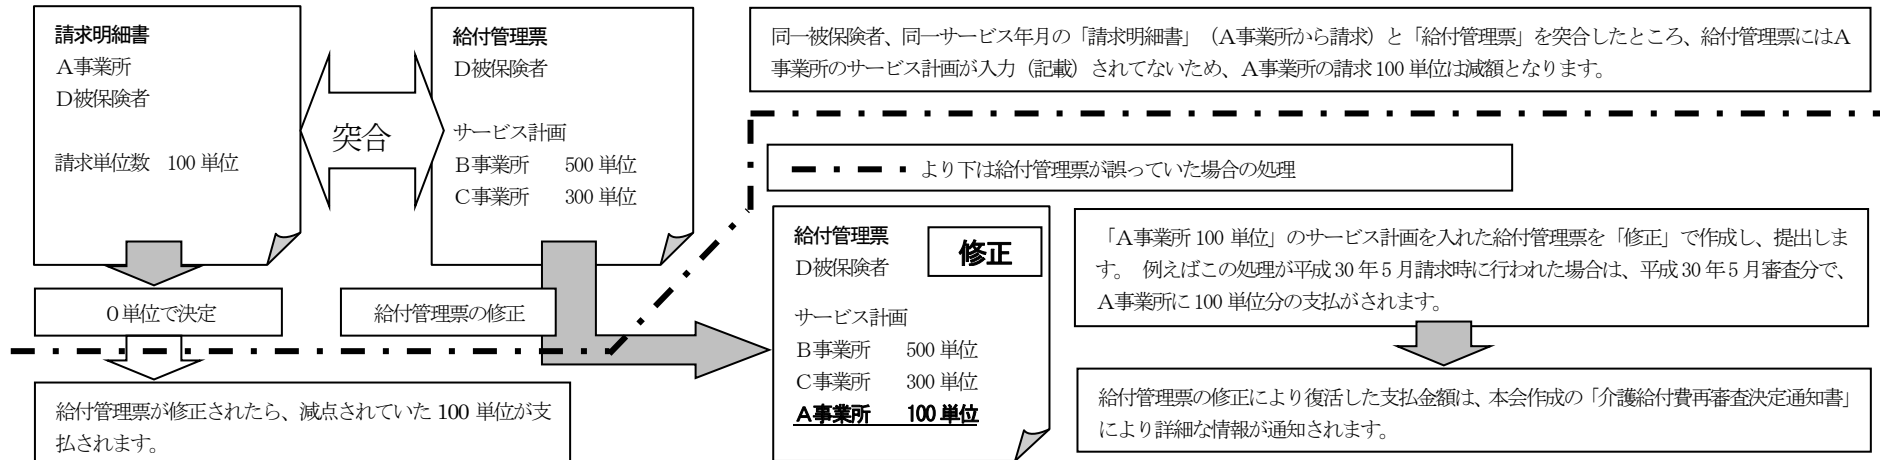 請求明細書
A事業所
D被保険者
請求単位数　100 単位
突合
給付管理票
D被保険者
サービス計画
B事業所　　500 単位
C事業所　　300 単位
同一被保険者、同一サービス年月の「請求明細書」（A事業所から請求）と「給付管理票」を突合したところ、給付管理票にはA
事業所のサービス計画が入力（記載）されてないため、A事業所の請求 100 単位は減額となります。
より下は給付管理票が誤っていた場合の処理
0単位で決定
給付管理票の修正
給付管理票が修正されたら、減点されていた 100 単位が支
払されます。
給付管理票
修正
D被保険者
サービス計画
B事業所　　500 単位
C事業所　　300 単位
A事業所　　100 単位
「A事業所 100 単位」のサービス計画を入れた給付管理票を「修正」で作成し、提出しま
す。 例えばこの処理が平成 30 年 5 月請求時に行われた場合は、平成 30 年 5 月審査分で、
A事業所に 100 単位分の支払がされます。
給付管理票の修正により復活した支払金額は、本会作成の「介護給付費再審査決定通知書」
により詳細な情報が通知されます。